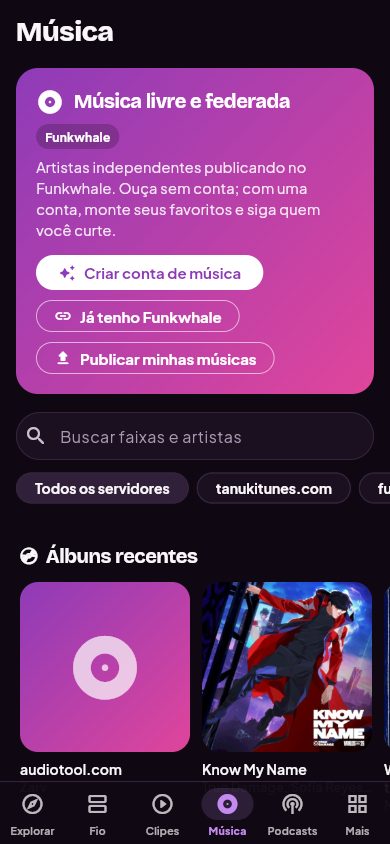 Música
Música livre e federada
Funkwhale
Artistas independentes publicando no
Funkwhale. Ouça sem conta; com uma
conta, monte seus favoritos e siga quem
você curte.
Criar conta de música
Já tenho Funkwhale
Publicar minhas músicas
Buscar faixas e artistas
Todos os servidores
tanukitunes.com
fu
Álbuns recentes
KNOW
MY
NAME
audiotool.com
Know My Name
Explorar
Fio
Clipes
Música
Podcasts
Mais